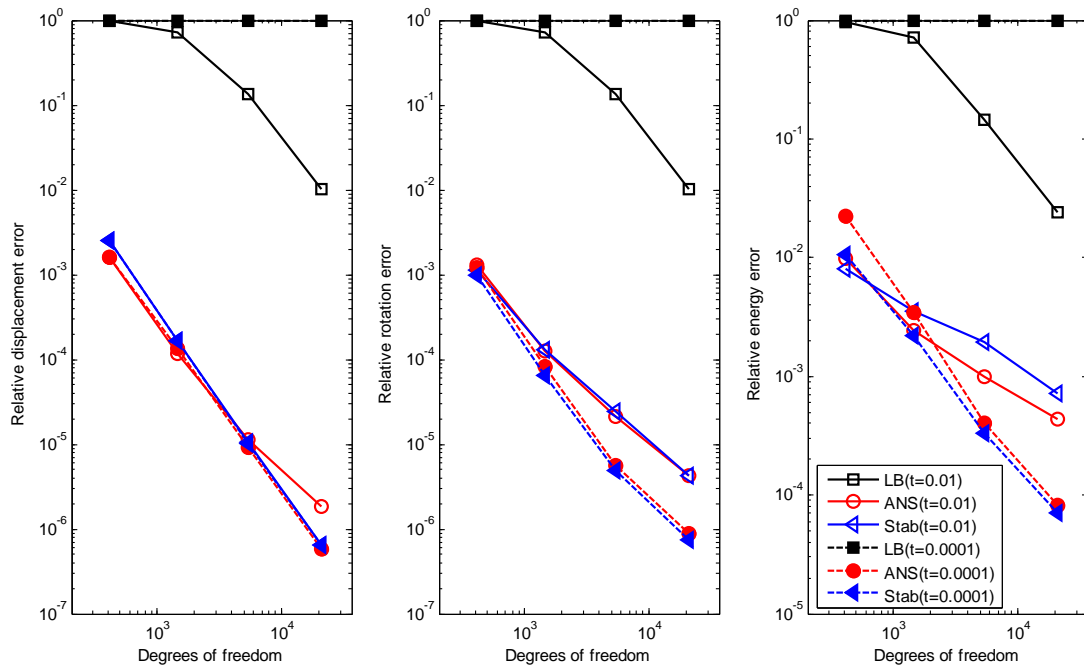 10^0
10^-1
10^-2
10^-3
10^-4
10^-5
10^-6
10^-7
10^3
10^4
Relative displacement error
Degrees of freedom
10^0
10^-1
10^-2
10^-3
10^-4
10^-5
10^-6
10^-7
10^3
10^4
Relative rotation error
Degrees of freedom
10^0
10^-1
10^-2
10^-3
10^-4
10^-5
10^3
10^4
Relative energy error
Degrees of freedom
LB(t=0.01)
ANS(t=0.01)
Stab(t=0.01)
LB(t=0.0001)
ANS(t=0.0001)
Stab(t=0.0001)